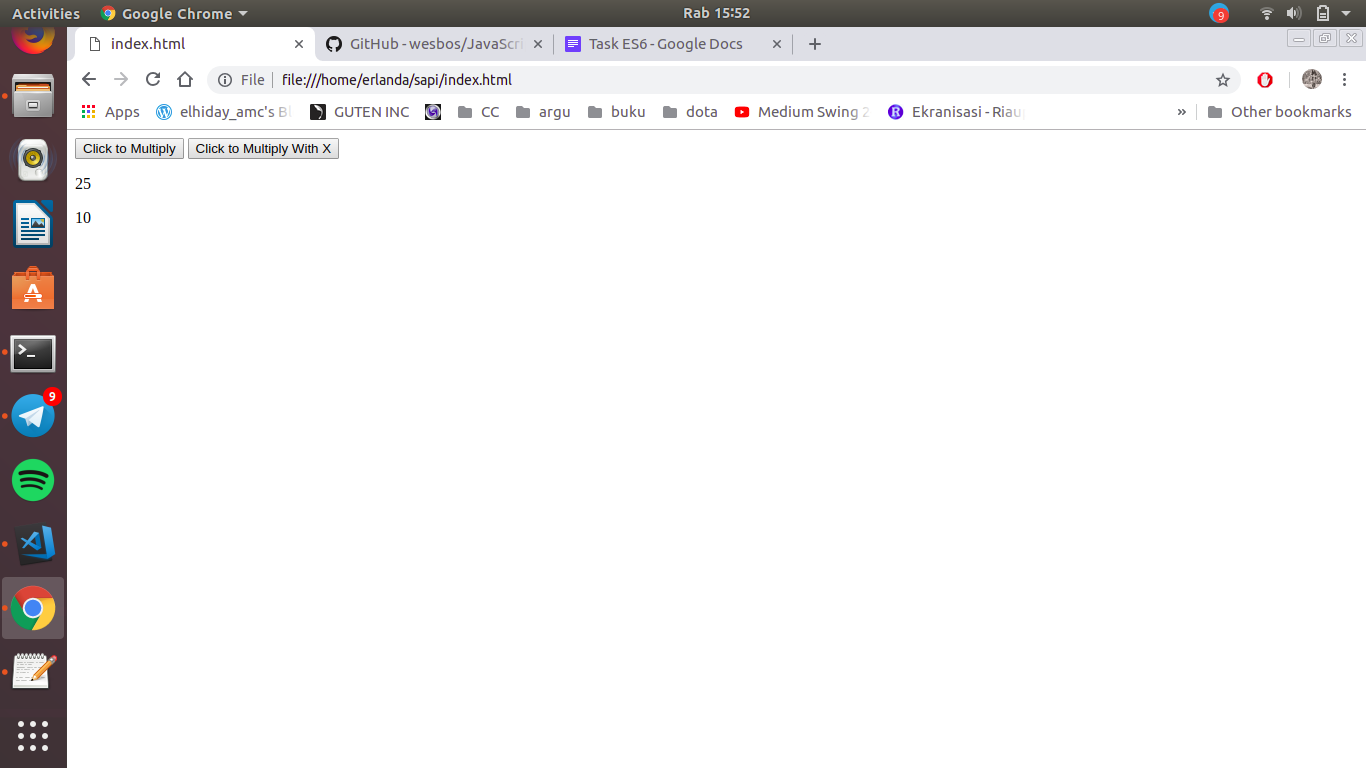 Activities Google Chrome Rab 15:52 9
index.html GitHub - wesbos/JavaScri Task ES6 - Google Docs
File file:///home/erlanda/sapi/index.html
Apps elhiday_amc's Bl GUTEN INC CC argu buku dota Medium Swing 2 Ekranisasi - Riau » Other bookmarks
Click to Multiply Click to Multiply With X
25
10
9